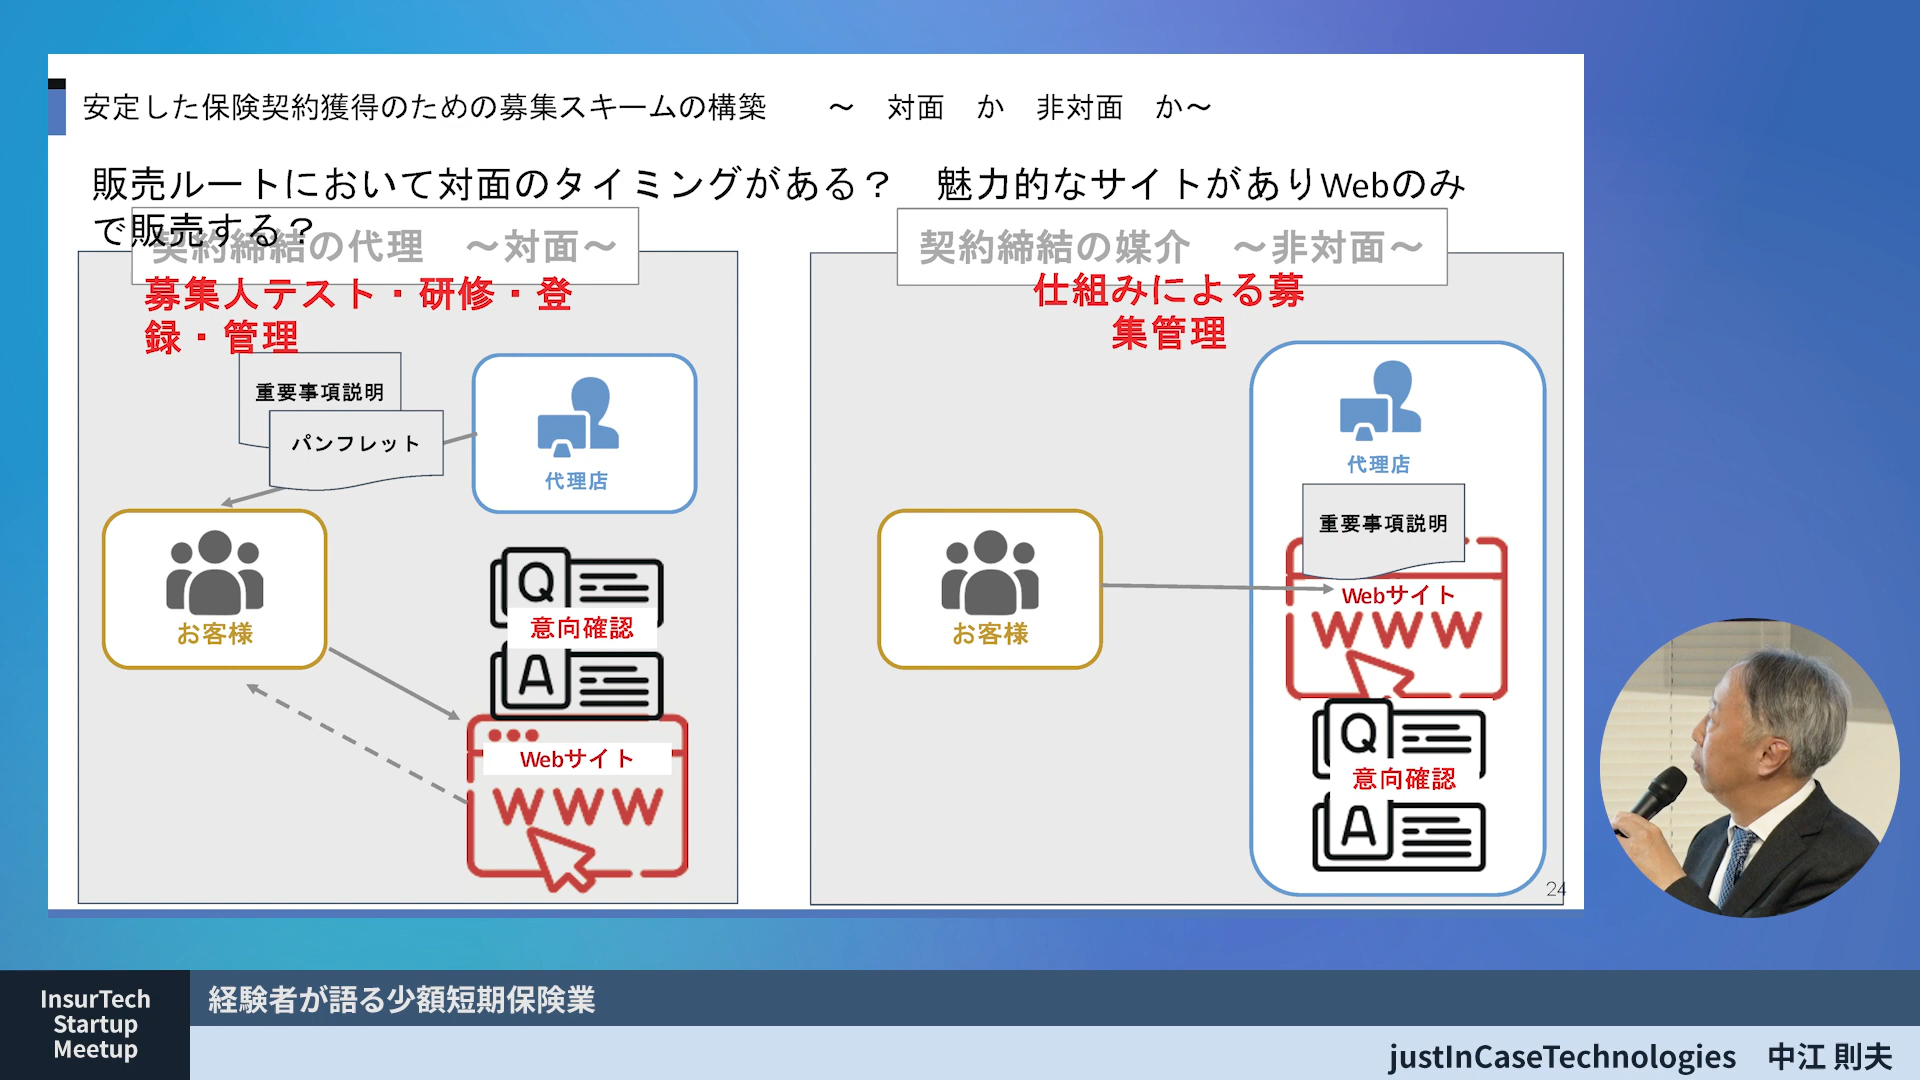 安定した保険契約獲得のための募集スキームの構築　～　対面　か　非対面　か～
販売ルートにおいて対面のタイミングがある？　魅力的なサイトがありWebのみ
で販売する？
契約締結の代理　～対面～
募集人テスト・研修・登
録・管理
重要事項説明
パンフレット
代理店
お客様
Q
意向確認
A
Webサイト
WWW
契約締結の媒介　～非対面～
仕組みによる募
集管理
代理店
重要事項説明
お客様
Webサイト
WWW
Q
意向確認
A
24
InsurTech
Startup
Meetup
経験者が語る少額短期保険業
justInCaseTechnologies　中江 則夫